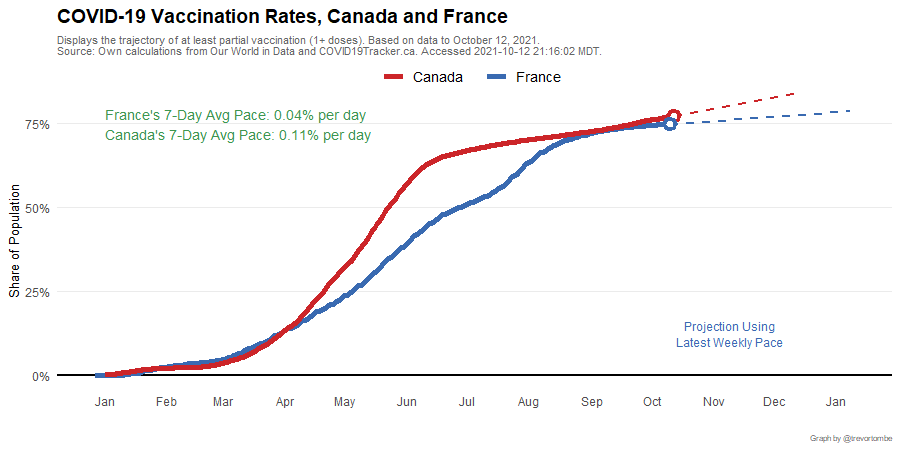 COVID-19 Vaccination Rates, Canada and France
Displays the trajectory of at least partial vaccination (1+ doses). Based on data to October 12, 2021.
Source: Own calculations from Our World in Data and COVID19Tracker.ca. Accessed 2021-10-12 21:16:02 MDT.
Canada France
France's 7-Day Avg Pace: 0.04% per day
Canada's 7-Day Avg Pace: 0.11% per day
75%
50%
25%
0%
Share of Population
Projection Using
Latest Weekly Pace
Jan Feb Mar Apr May Jun Jul Aug Sep Oct Nov Dec Jan
Graph by @trevortombe